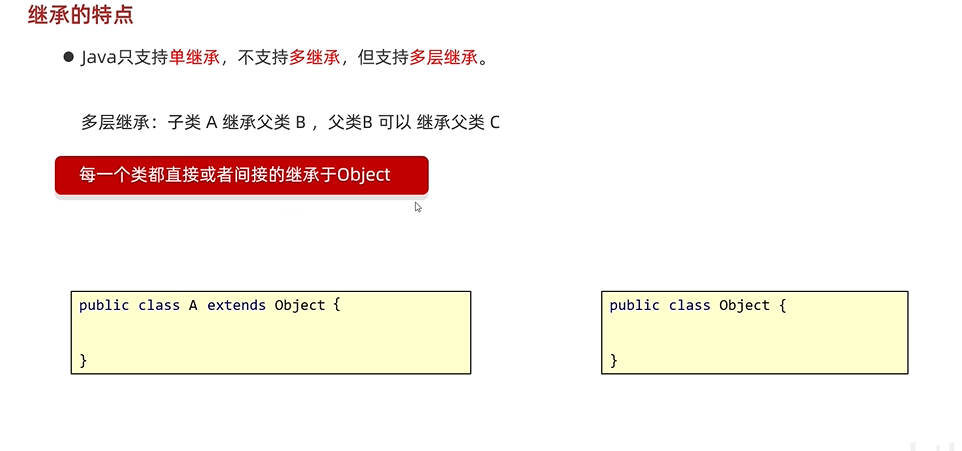 继承的特点
● Java只支持单继承，不支持多继承，但支持多层继承。
多层继承：子类 A 继承父类 B ，父类B 可以 继承父类 C
每一个类都直接或者间接的继承于Object
public class A extends Object {
}
public class Object {
}